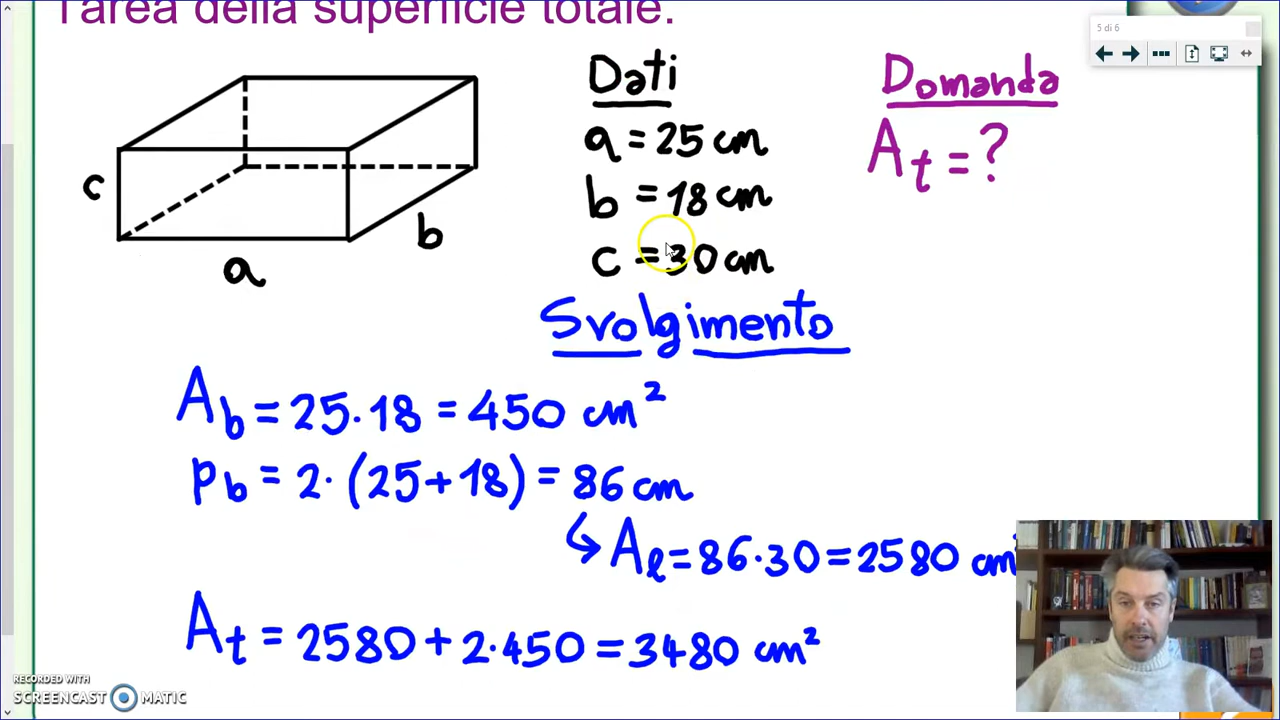 l'area della superficie totale.
5 di 6
Dati
a = 25 cm
b = 18 cm
c = 30 cm
Domanda
At = ?
c
b
a
Svolgimento
Ab = 25·18 = 450 cm²
Pb = 2·(25+18) = 86 cm
↳ Al = 86·30 = 2580 cm²
At = 2580 + 2·450 = 3480 cm²
RECORDED WITH
SCREENCAST MATIC